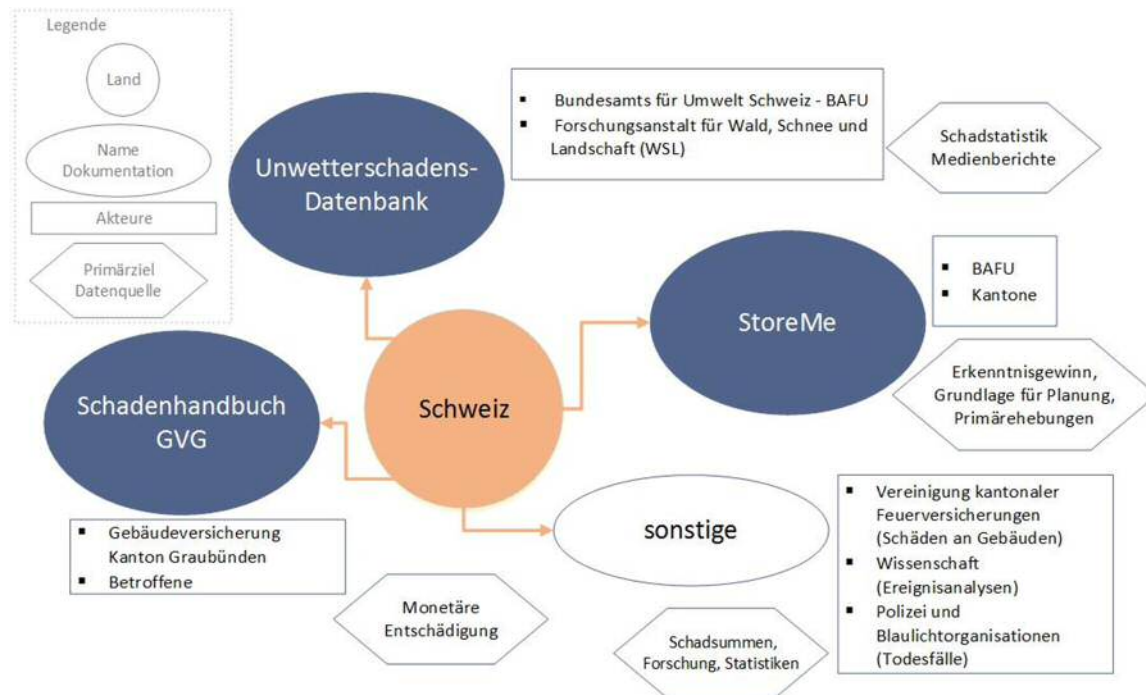 Legende
Land
Name
Dokumentation
Akteure
Primärziel
Datenquelle
Unwetterschadens-
Datenbank
▪ Bundesamts für Umwelt Schweiz - BAFU
▪ Forschungsanstalt für Wald, Schnee und
Landschaft (WSL)
Schadstatistik
Medienberichte
StoreMe
▪ BAFU
▪ Kantone
Erkenntnisgewinn,
Grundlage für Planung,
Primärehebungen
Schweiz
Schadenhandbuch
GVG
▪ Gebäudeversicherung
Kanton Graubünden
▪ Betroffene
Monetäre
Entschädigung
sonstige
▪ Vereinigung kantonaler
Feuerversicherungen
(Schäden an Gebäuden)
▪ Wissenschaft
(Ereignisanalysen)
▪ Polizei und
Blaulichtorganisationen
(Todesfälle)
Schadsummen,
Forschung, Statistiken